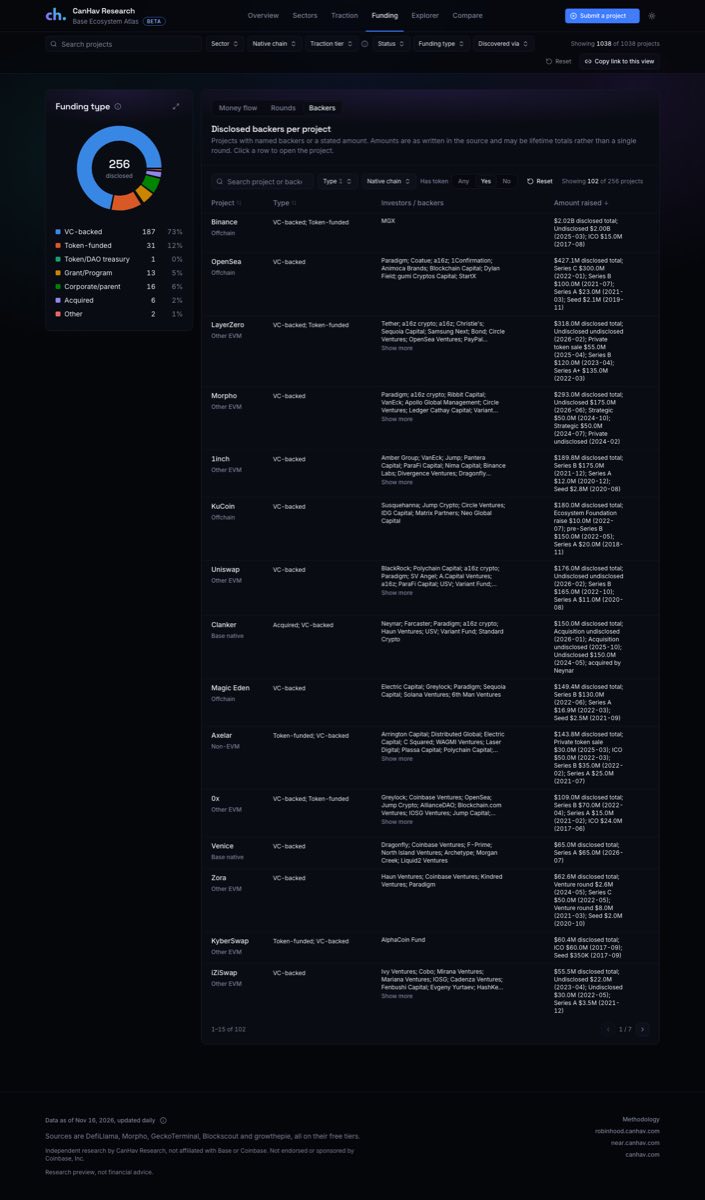 ch.
CanHav Research
Base Ecosystem Atlas BETA
Overview Sectors Traction Funding Explorer Compare
Submit a project
Search projects
Sector Native chain Traction tier Status Funding type Discovered via
Showing 1038 of 1038 projects
Reset Copy link to this view
Funding type
256
disclosed
VC-backed 187 73%
Token-funded 31 12%
Token/DAO treasury 1 0%
Grant/Program 13 5%
Corporate/parent 16 6%
Acquired 6 2%
Other 2 1%
Money flow Rounds Backers
Disclosed backers per project
Projects with named backers or a stated amount. Amounts are as written in the source and may be lifetime totals rather than a single
round. Click a row to open the project.
Search project or back
Type 1 Native chain Has token Any Yes No Reset Showing 102 of 256 projects
Project Type Investors / backers Amount raised
Binance
Offchain
VC-backed; Token-funded
MGX
$2.02B disclosed total;
Undisclosed $2.00B
(2025-03); ICO $15.0M
(2017-08)
OpenSea
Offchain
VC-backed
Paradigm; Coatue; a16z; 1Confirmation;
Animoca Brands; Blockchain Capital; Dylan
Field; gumi Cryptos Capital; StartX
$427.1M disclosed total;
Series C $300.0M
(2022-01); Series B
$100.0M (2021-07);
Series A $23.0M (2021-
03); Seed $2.1M (2019-
11)
LayerZero
Other EVM
VC-backed; Token-funded
Tether; a16z crypto; a16z; Christie's;
Sequoia Capital; Samsung Next; Bond; Circle
Ventures; OpenSea Ventures; PayPal...
Show more
$318.0M disclosed total;
Undisclosed undisclosed
(2026-02); Private
token sale $55.0M
(2025-04); Series B
$120.0M (2023-04);
Series A+ $135.0M
(2022-03)
Morpho
Other EVM
VC-backed
Paradigm; a16z crypto; Ribbit Capital;
VanEck; Apollo Global Management; Circle
Ventures; Ledger Cathay Capital; Variant...
Show more
$293.0M disclosed total;
Undisclosed $175.0M
(2026-06); Strategic
$50.0M (2024-10);
Strategic $50.0M
(2024-07); Private
undisclosed (2024-02)
1inch
Other EVM
VC-backed
Amber Group; VanEck; Jump; Pantera
Capital; ParaFi Capital; Nima Capital; Binance
Labs; Divergence Ventures; Dragonfly...
Show more
$189.8M disclosed total;
Series B $175.0M
(2021-12); Series A
$12.0M (2020-12);
Seed $2.8M (2020-08)
KuCoin
Offchain
VC-backed
Susquehanna; Jump Crypto; Circle Ventures;
IDG Capital; Matrix Partners; Neo Global
Capital
$180.0M disclosed total;
Ecosystem Foundation
raise $10.0M (2022-
07); pre-Series B
$150.0M (2022-05);
Series A $20.0M (2018-
11)
Uniswap
Other EVM
VC-backed
BlackRock; Polychain Capital; a16z crypto;
Paradigm; SV Angel; A.Capital Ventures;
a16z; ParaFi Capital; USV; Variant Fund;...
Show more
$176.0M disclosed total;
Undisclosed undisclosed
(2026-02); Series B
$165.0M (2022-10);
Series A $11.0M (2020-
08)
Clanker
Base native
Acquired; VC-backed
Neynar; Farcaster; Paradigm; a16z crypto;
Haun Ventures; USV; Variant Fund; Standard
Crypto
$150.0M disclosed total;
Acquisition undisclosed
(2026-01); Acquisition
undisclosed (2025-10);
Undisclosed $150.0M
(2024-05); acquired by
Neynar
Magic Eden
Offchain
VC-backed
Electric Capital; Greylock; Paradigm; Sequoia
Capital; Solana Ventures; 6th Man Ventures
$149.4M disclosed total;
Series B $130.0M
(2022-06); Series A
$16.9M (2022-03);
Seed $2.5M (2021-09)
Axelar
Non-EVM
Token-funded; VC-backed
Arrington Capital; Distributed Global; Electric
Capital; C Squared; WAGMI Ventures; Laser
Digital; Plassa Capital; Polychain Capital;...
Show more
$143.8M disclosed total;
Private token sale
$30.0M (2025-03); ICO
$50.0M (2022-03);
Series B $35.0M (2022-
02); Series A $25.0M
(2021-07)
0x
Other EVM
VC-backed; Token-funded
Greylock; Coinbase Ventures; OpenSea;
Jump Crypto; AllianceDAO; Blockchain.com
Ventures; IOSG Ventures; Jump Capital;...
Show more
$109.0M disclosed total;
Series B $70.0M (2022-
04); Series A $15.0M
(2021-02); ICO $24.0M
(2017-06)
Venice
Base native
VC-backed
Dragonfly; Coinbase Ventures; F-Prime;
North Island Ventures; Archetype; Morgan
Creek; Liquid2 Ventures
$65.0M disclosed total;
Series A $65.0M (2026-
07)
Zora
Other EVM
VC-backed
Haun Ventures; Coinbase Ventures; Kindred
Ventures; Paradigm
$62.6M disclosed total;
Venture round $2.6M
(2024-05); Series C
$50.0M (2022-05);
Venture round $8.0M
(2021-03); Seed $2.0M
(2020-10)
KyberSwap
Other EVM
Token-funded; VC-backed
AlphaCoin Fund
$60.4M disclosed total;
ICO $60.0M (2017-09);
Seed $350K (2017-09)
iZiSwap
Other EVM
VC-backed
Ivy Ventures; Cobo; Mirana Ventures;
Mariana Ventures; IOSG; Cadenza Ventures;
Fenbushi Capital; Evgeny Yurtaev; HashKe...
Show more
$55.5M disclosed total;
Undisclosed $22.0M
(2023-04); Undisclosed
$30.0M (2022-05);
Series A $3.5M (2021-
12)
1-15 of 102
1 / 7
Data as of Nov 16, 2026, updated daily
Sources are DefiLlama, Morpho, GeckoTerminal, Blockscout and growthepie, all on their free tiers.
Independent research by CanHav Research, not affiliated with Base or Coinbase. Not endorsed or sponsored by
Coinbase, Inc.
Research preview, not financial advice.
Methodology
robinhood.canhav.com
near.canhav.com
canhav.com